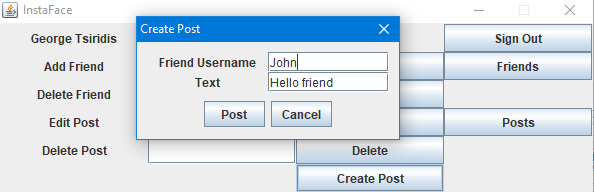 InstaFace
Create Post
George Tsiridis
Sign Out
Friend Username John
Add Friend
Friends
Text Hello friend
Delete Friend
Post Cancel
Edit Post
Posts
Delete Post
Delete
Create Post